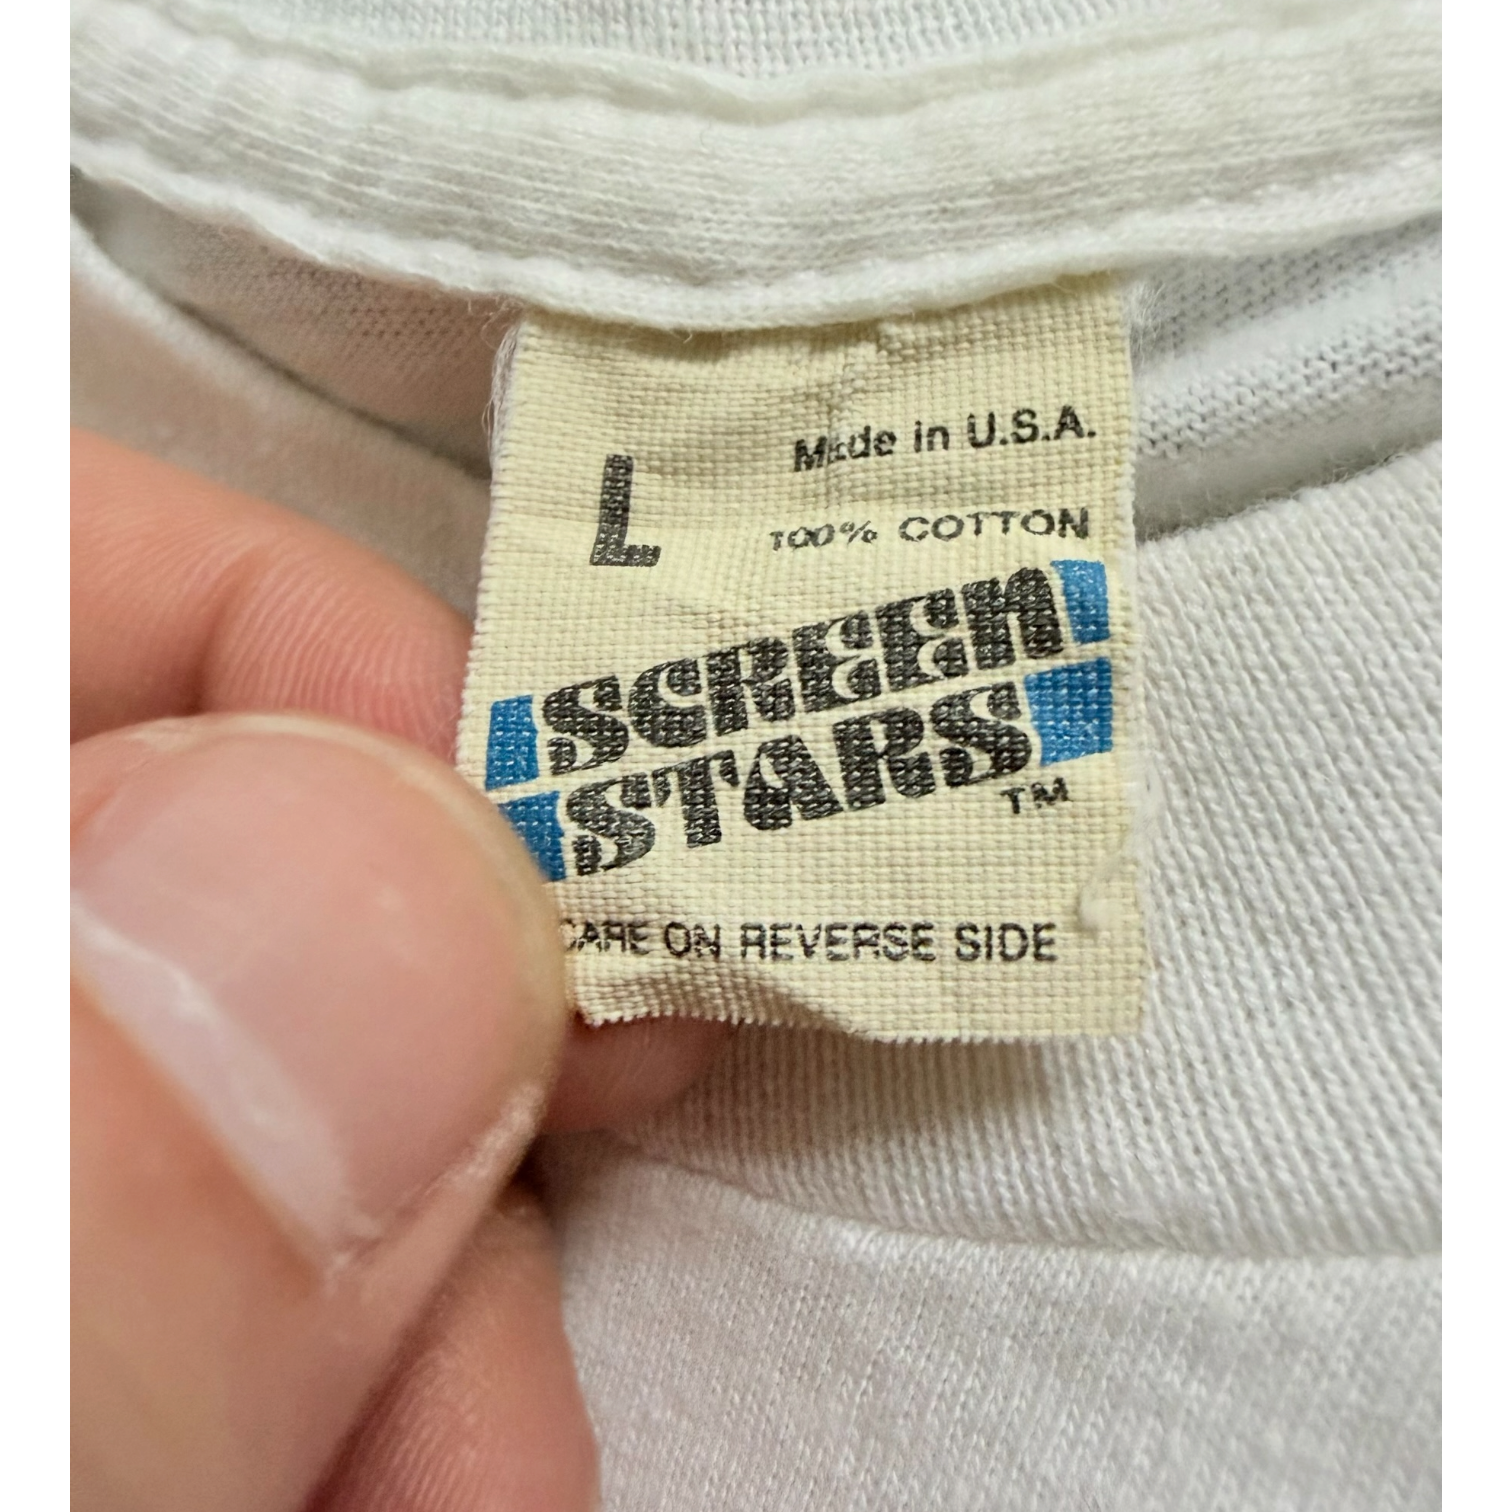 Made in U.S.A.
L
100% COTTON
SCREEN
STARS
TM
CARE ON REVERSE SIDE